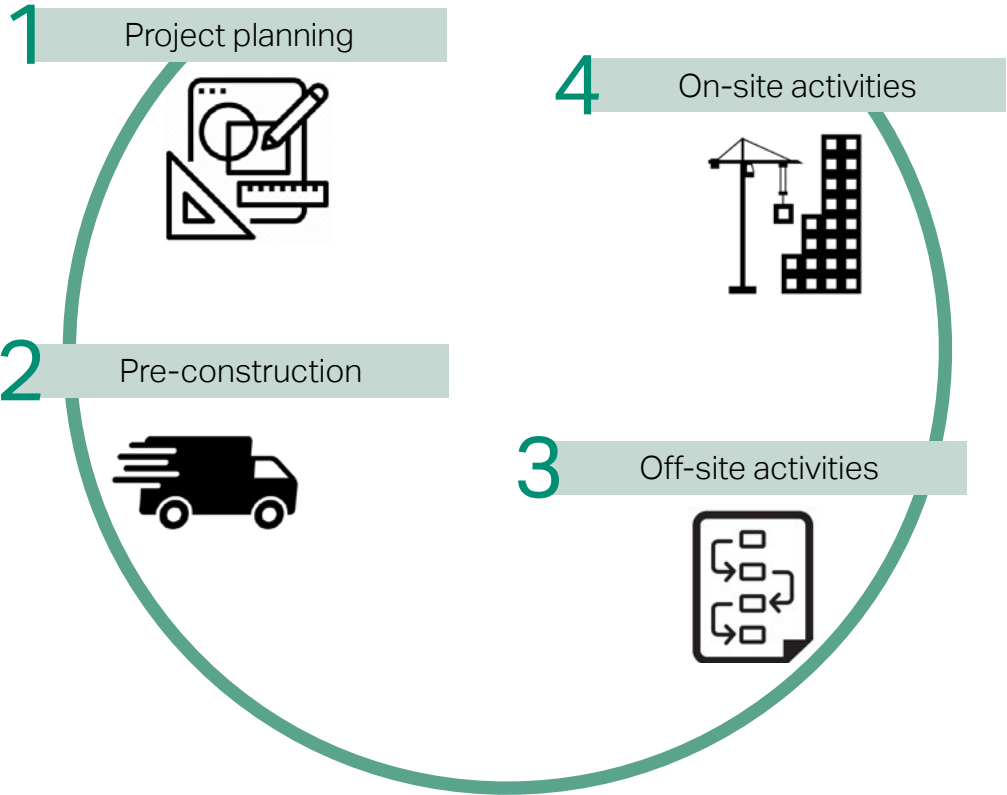 1 Project planning
2 Pre-construction
3 Off-site activities
4 On-site activities